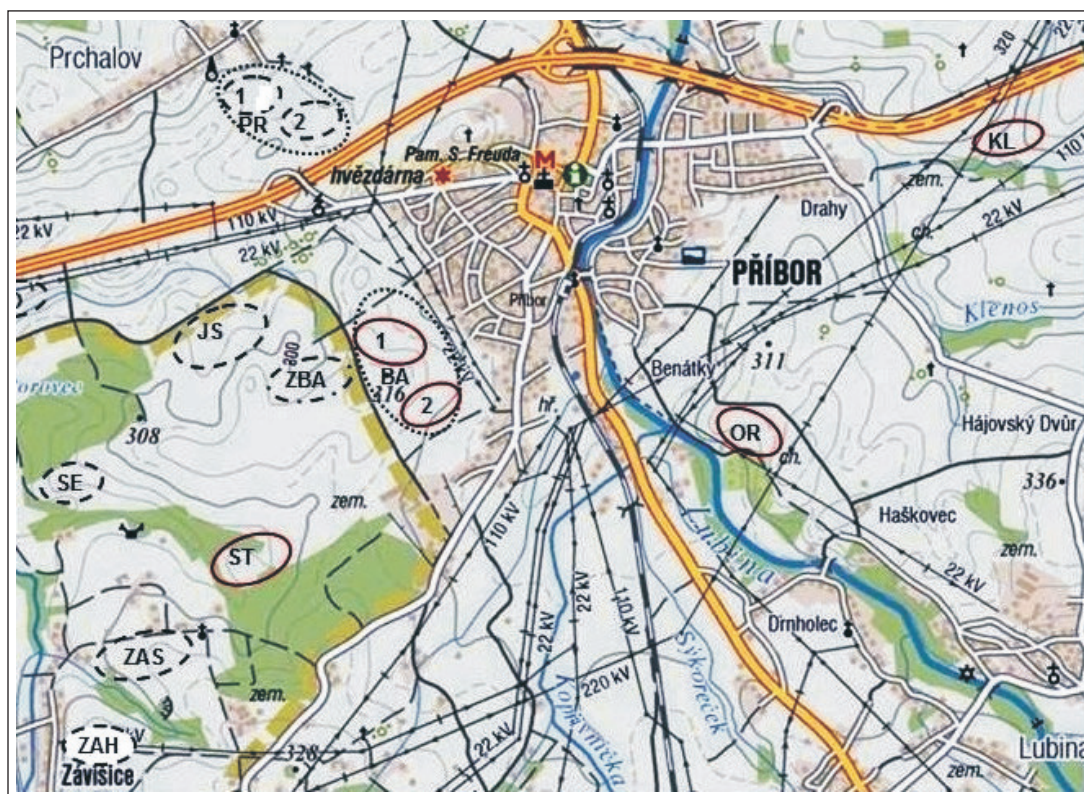 Prchalov
1
PR
2
Pam. S. Freuda
M
hvězdárna
i
320
KL
zem.
110
22 kV
Drahy
ch.
22 kV
110 kV
22 kV
PŘÍBOR
Příbor
Klenos
JS
300
1
BA
316
2
ZBA
22 kV
Benátky
311
hř.
OR
ch.
Hájovský Dvůr
308
SE
zem.
336
ST
110 kV
Haškovec
zem.
Lubina
22 kV
22 kV
22 kV
110 kV
Drnholec
ZAS
zem.
Sýkoreček
220 kV
Kopřivnička
22 kV
ZAH
328
Závišice
zem.
Lubina